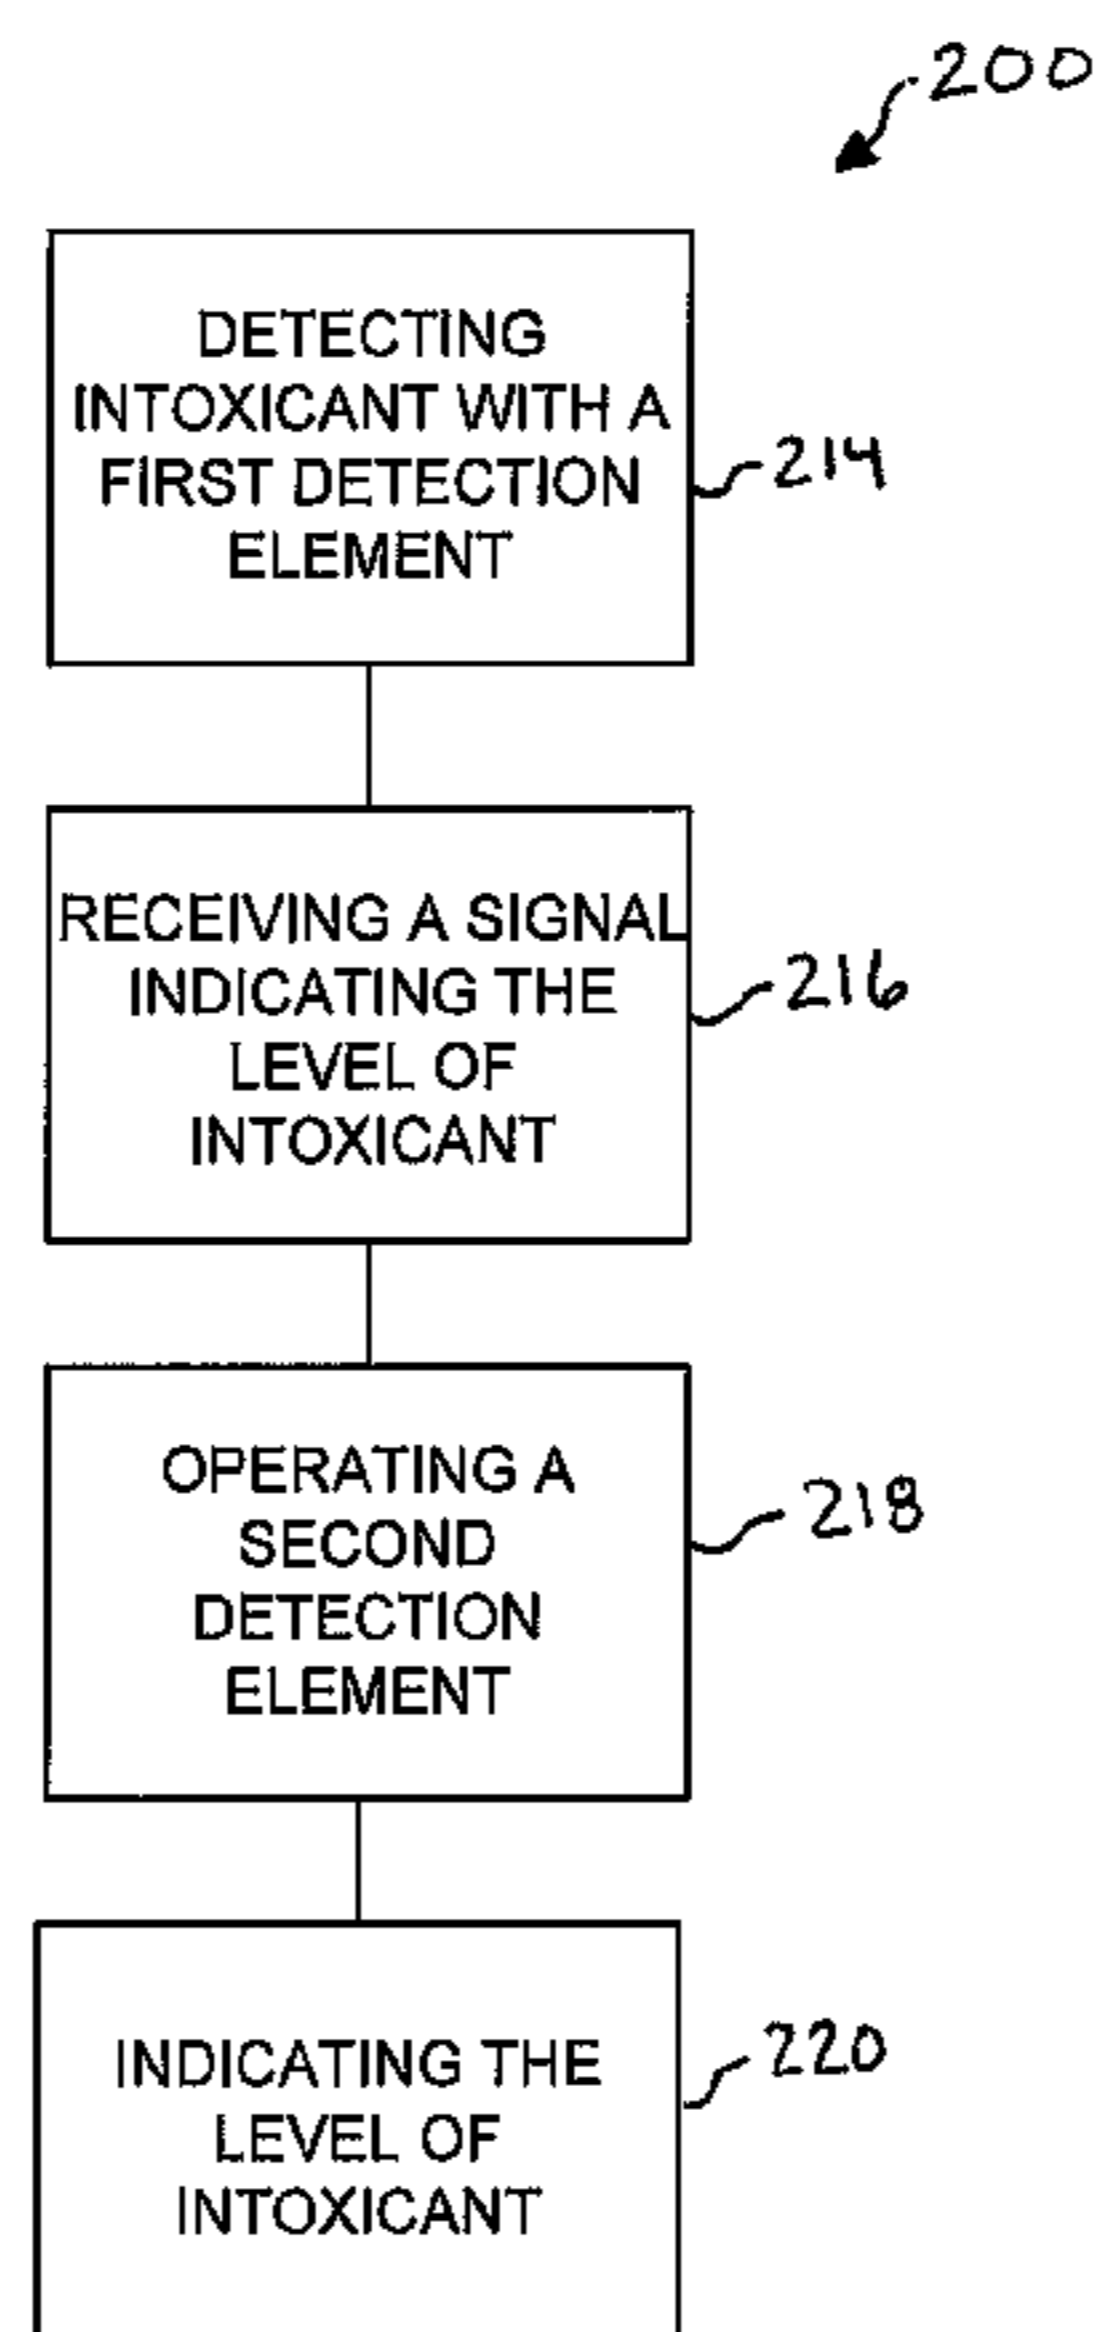 200
DETECTING
INTOXICANT WITH A
FIRST DETECTION
ELEMENT
214
RECEIVING A SIGNAL
INDICATING THE
LEVEL OF
INTOXICANT
216
OPERATING A
SECOND
DETECTION
ELEMENT
218
INDICATING THE
LEVEL OF
INTOXICANT
220